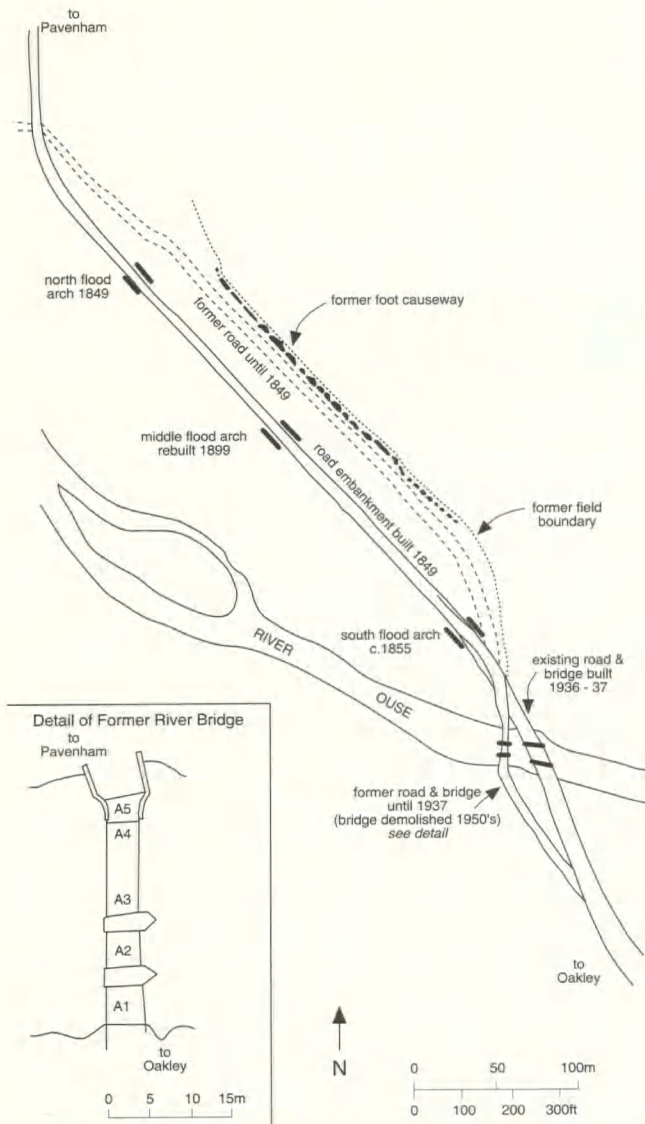 to
Pavenham
north flood
arch 1849
former foot causeway
former road until 1849
middle flood arch
rebuilt 1899
road embankment built 1849
former field
boundary
RIVER
OUSE
south flood arch
c.1855
existing road &
bridge built
1936 - 37
former road & bridge
until 1937
(bridge demolished 1950's)
see detail
to
Oakley
Detail of Former River Bridge
to
Pavenham
A5
A4
A3
A2
A1
to
Oakley
0 5 10 15m
N
0 50 100m
0 100 200 300ft